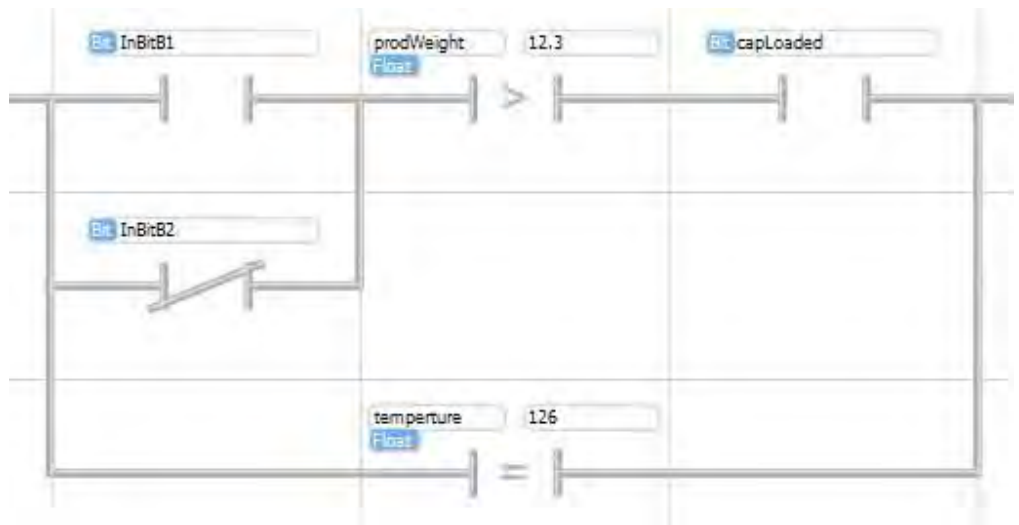 Bit InBitB1
prodWeight 12.3
Float
>
Bit capLoaded
Bit InBitB2
temperture 126
Float
=